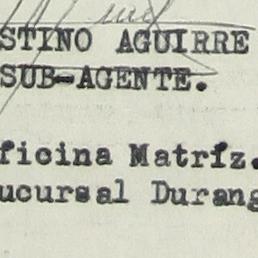 STINO AGUIRRE
SUB-AGENTE.
ficina Matríz.
ucursal Durang